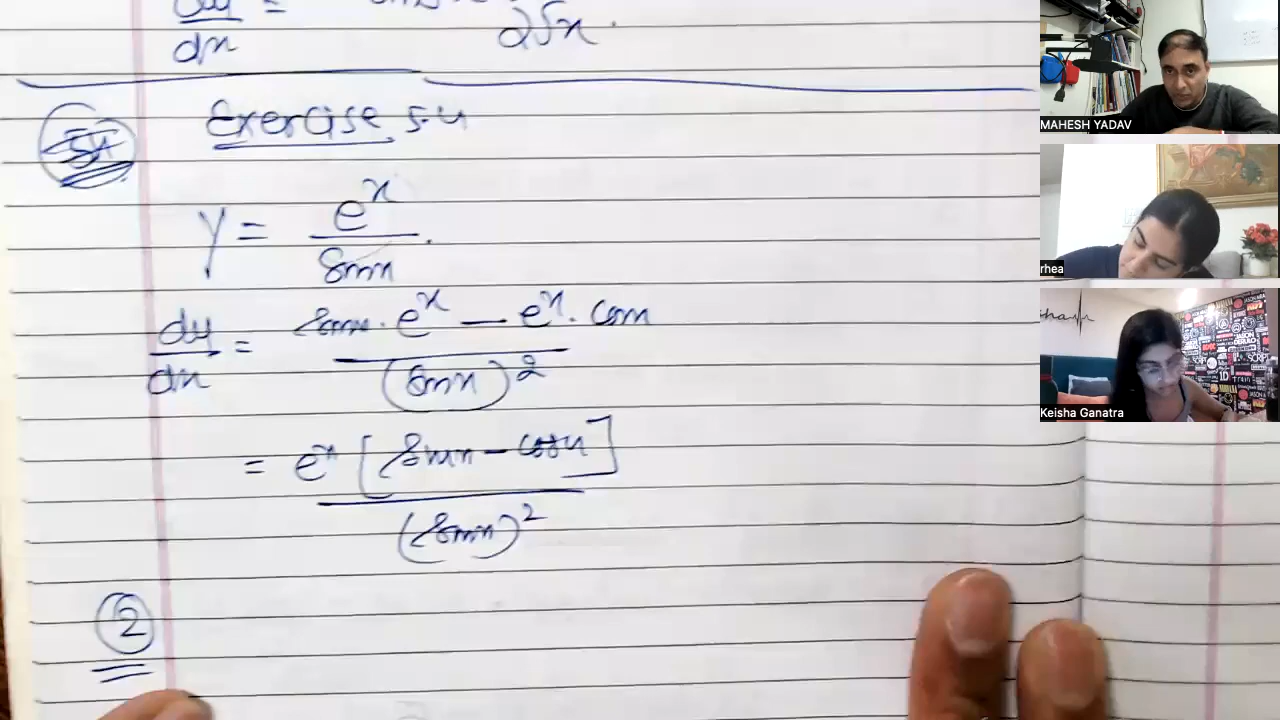 dy/dx =
2√x.
Exercise 5.4
y = e^x / sinx.
dy/dx = sinx. e^x — e^x. cosx
(sinx)^2
= e^x [sinx - cosx]
(sinx)^2
2
MAHESH YADAV
rhea
Keisha Ganatra